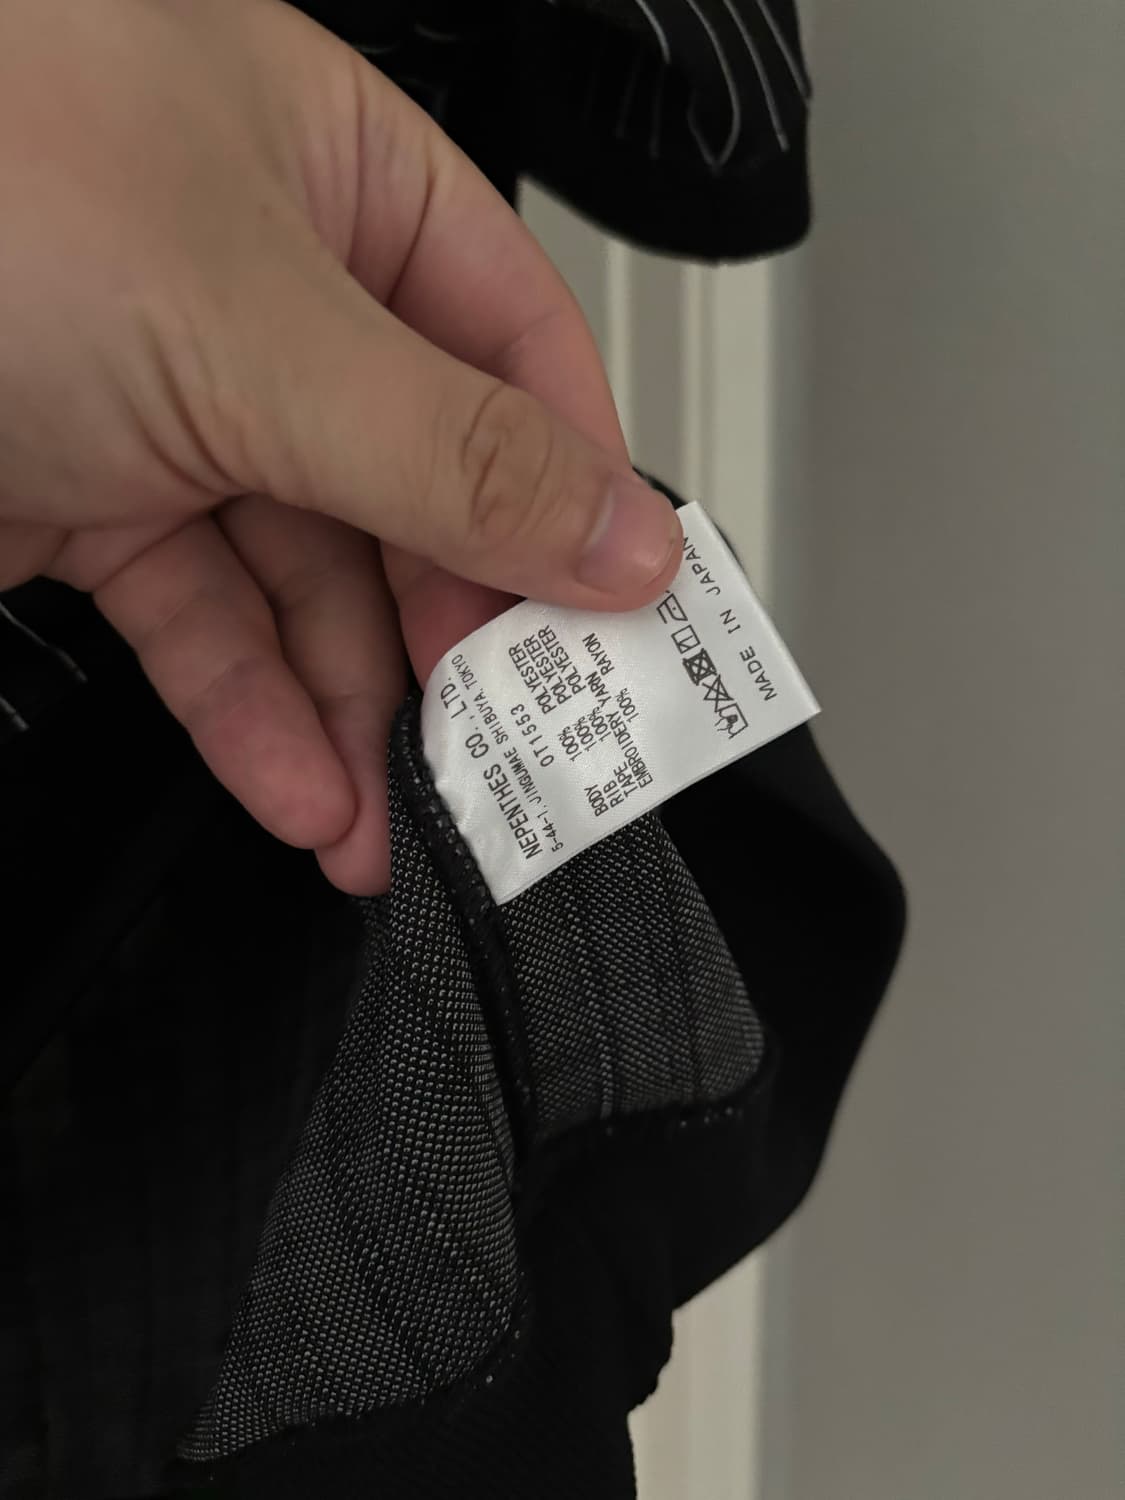 NEPENTHES CO., LTD.
5-44-1, JINGUMAE SHIBUYA, TOKYO
OT1553
BODY 100% POLYESTER
RIB 100% POLYESTER
TAPE 100% POLYESTER
EMBROIDERY YARN
100% RAYON
MADE IN JAPAN